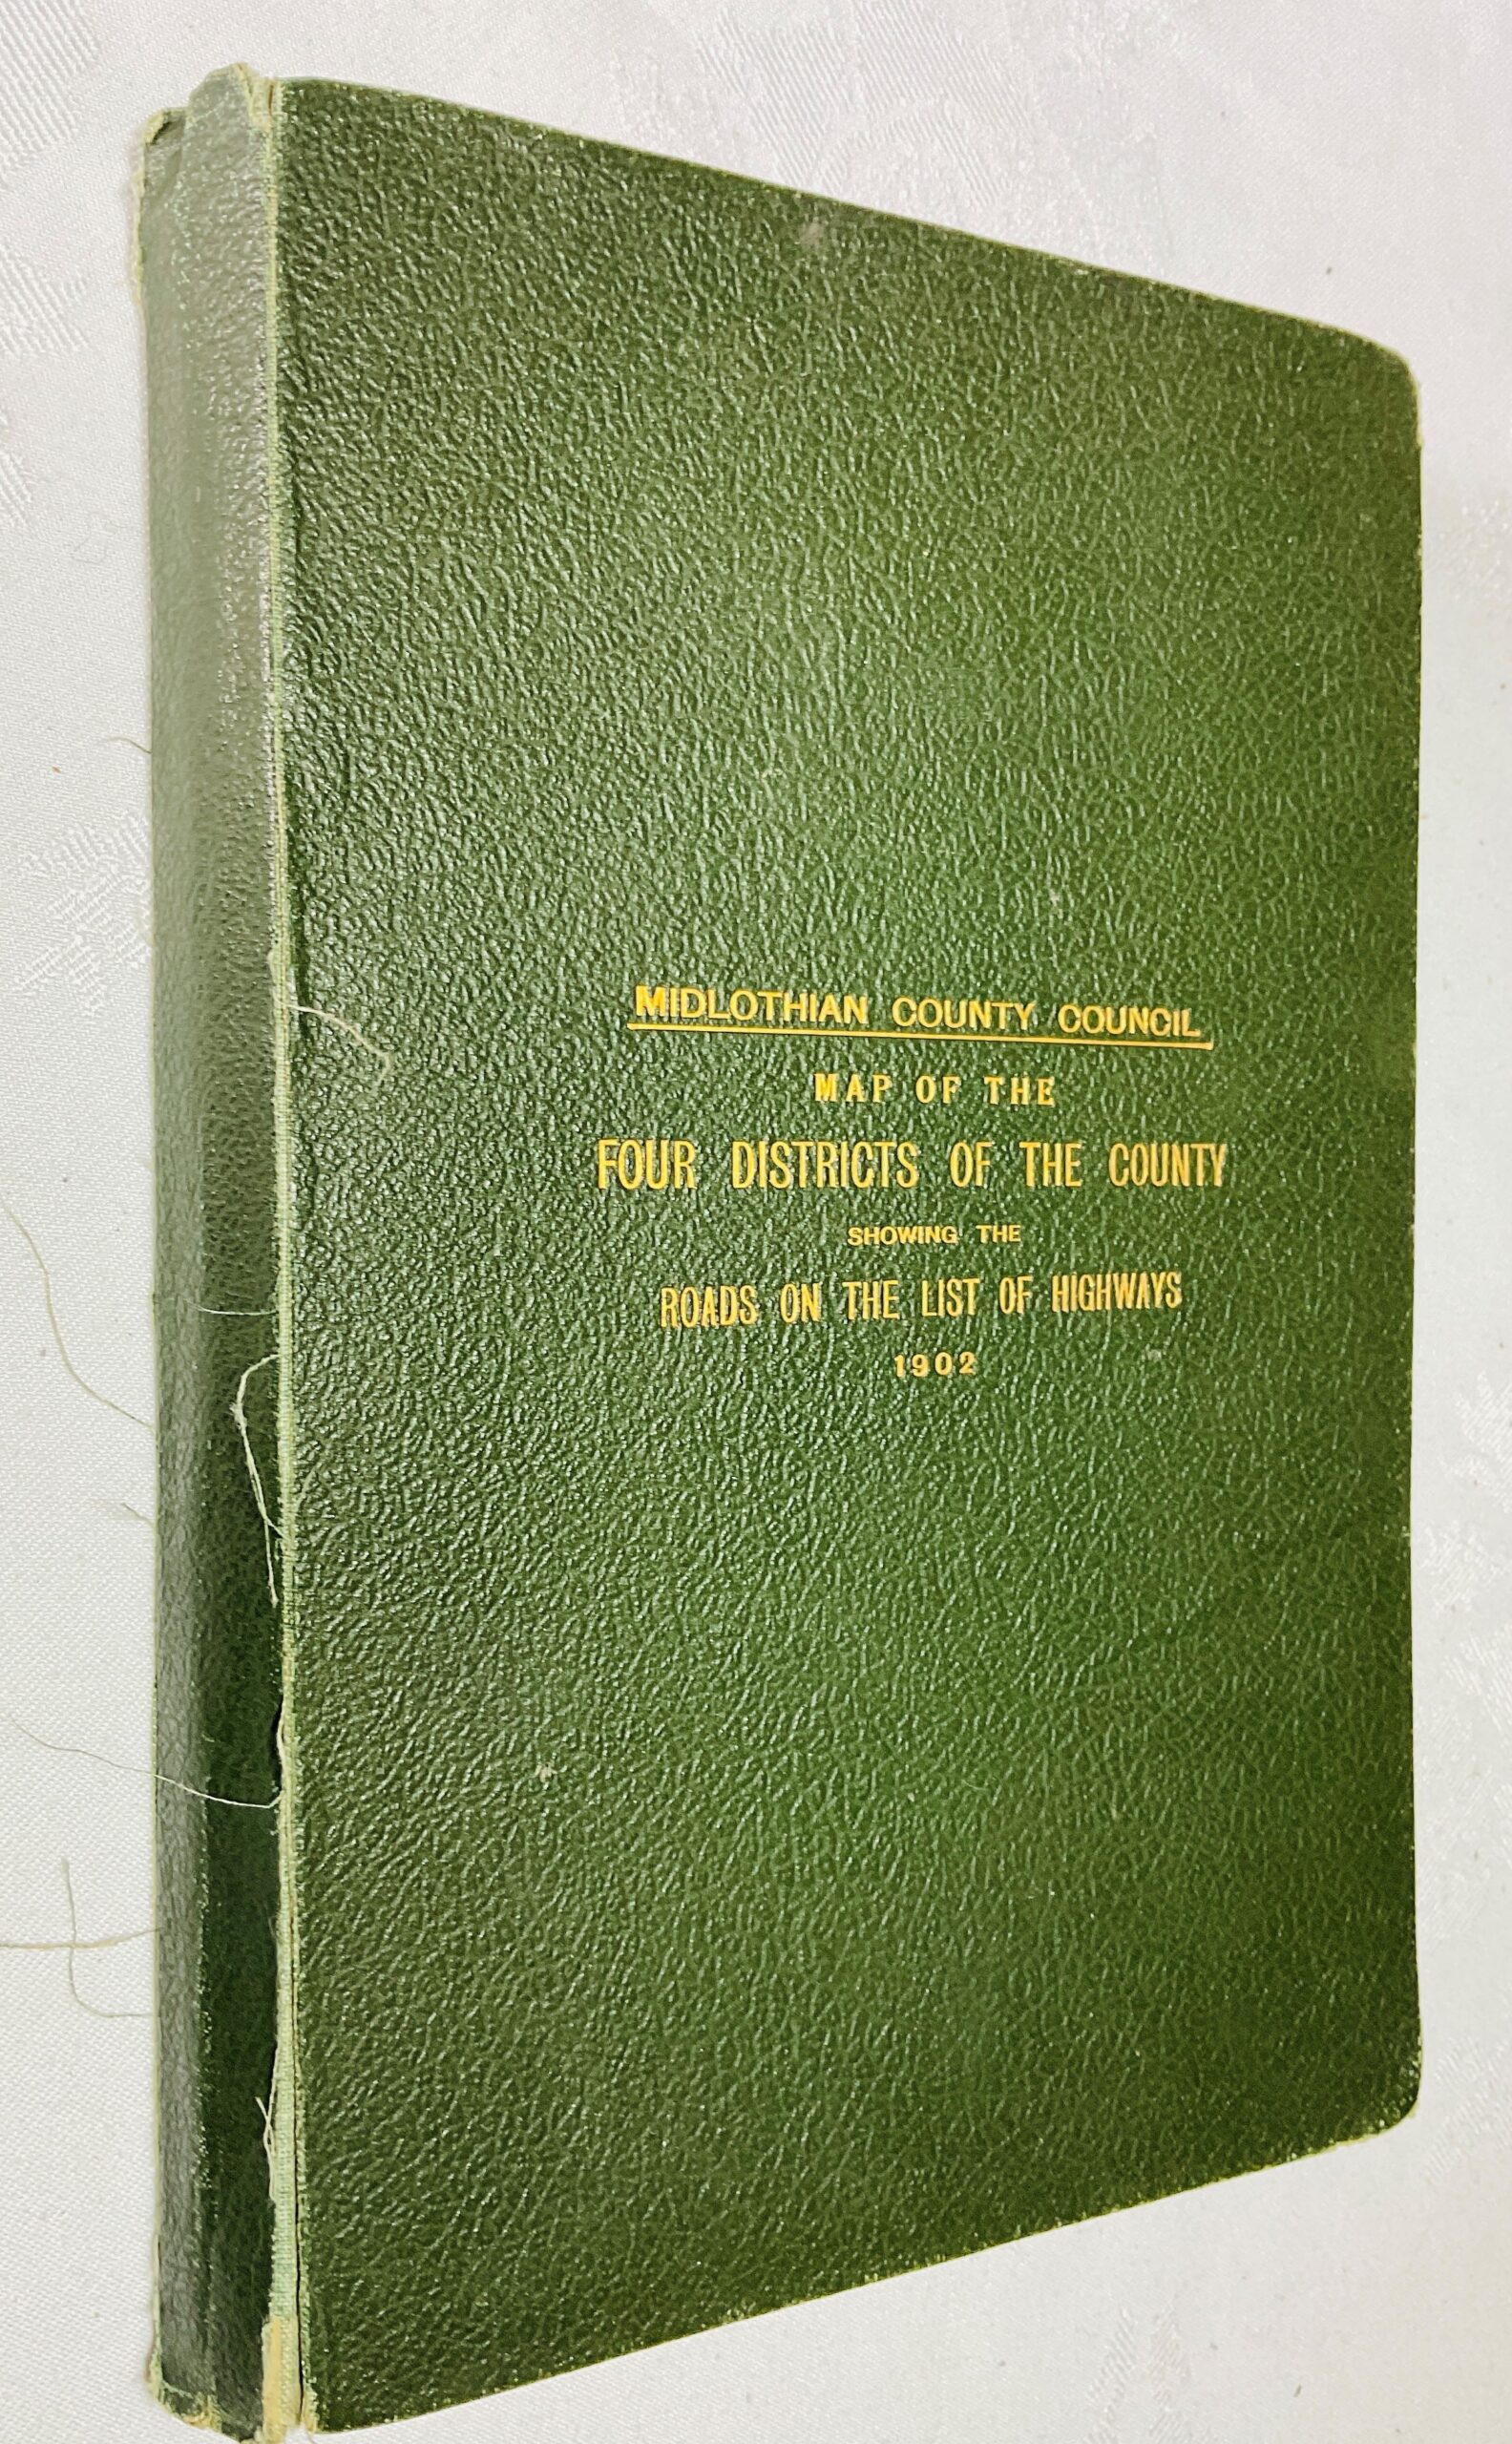 MIDLOTHIAN COUNTY COUNCIL
MAP OF THE
FOUR DISTRICTS OF THE COUNTY
SHOWING THE
ROADS ON THE LIST OF HIGHWAYS
1902